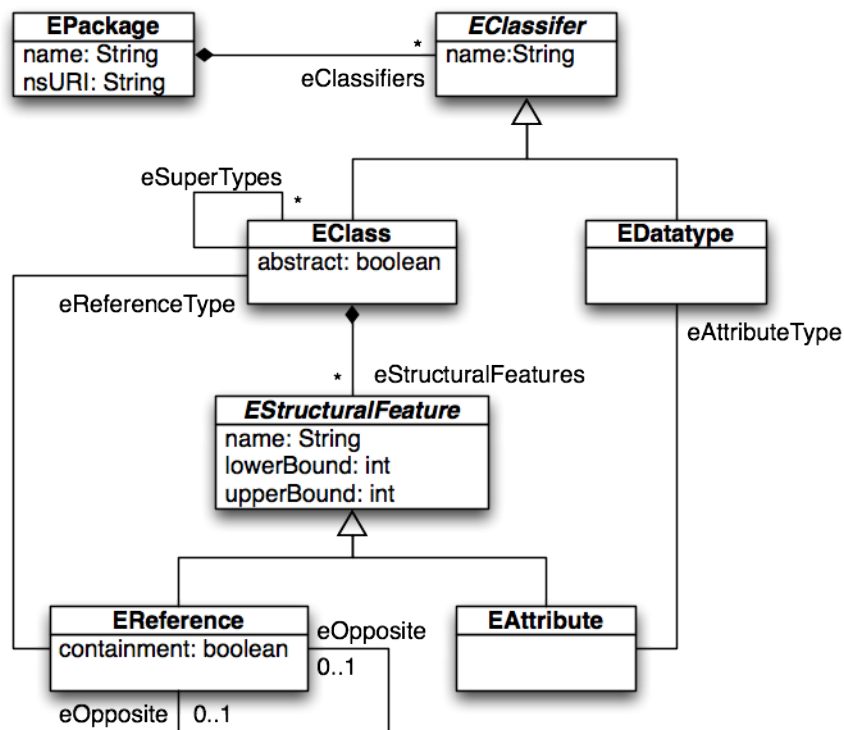 EPackage
name: String
nsURI: String
EClassifer
name:String
*
eClassifiers
eSuperTypes
*
EClass
abstract: boolean
EDatatype
eReferenceType
eAttributeType
*
eStructuralFeatures
EStructuralFeature
name: String
lowerBound: int
upperBound: int
EReference
containment: boolean
eOpposite
0..1
EAttribute
eOpposite
0..1